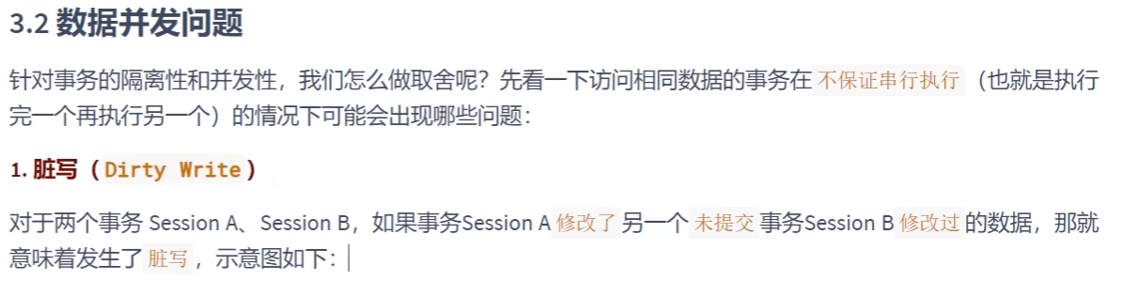 3.2 数据并发问题
针对事务的隔离性和并发性，我们怎么做取舍呢？先看一下访问相同数据的事务在 不保证串行执行 （也就是执行
完一个再执行另一个）的情况下可能会出现哪些问题：
1. 脏写（ Dirty Write ）
对于两个事务 Session A、Session B，如果事务Session A 修改了 另一个 未提交 事务Session B 修改过 的数据，那就
意味着发生了 脏写 ，示意图如下：